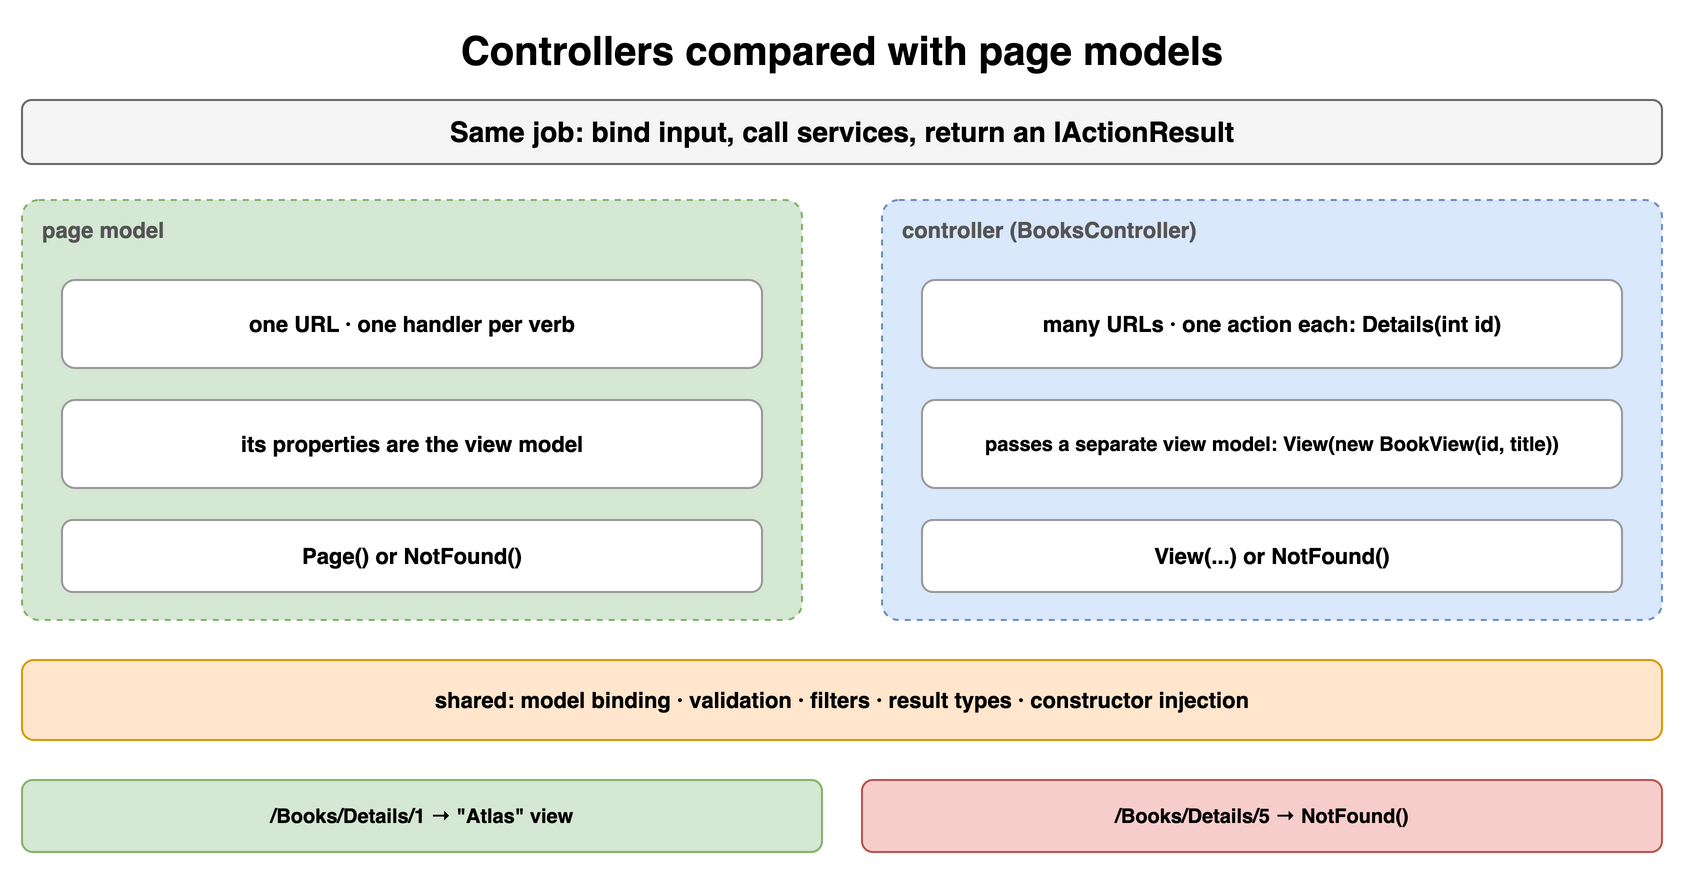 Controllers compared with page models
Same job: bind input, call services, return an IActionResult
page model
one URL · one handler per verb
its properties are the view model
Page() or NotFound()
controller (BooksController)
many URLs · one action each: Details(int id)
passes a separate view model: View(new BookView(id, title))
View(...) or NotFound()
shared: model binding · validation · filters · result types · constructor injection
/Books/Details/1 → "Atlas" view
/Books/Details/5 → NotFound()